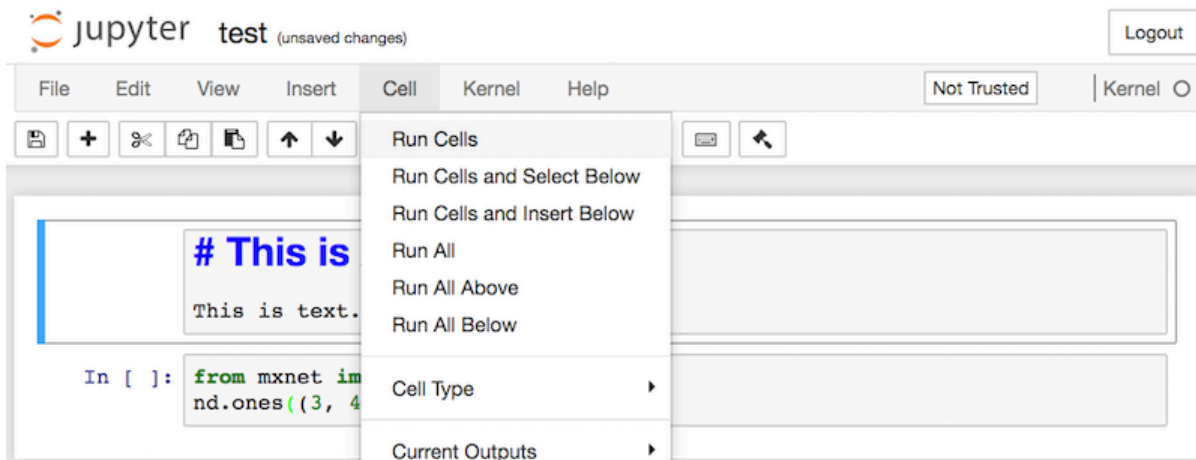 jupyter test (unsaved changes)
Logout
File Edit View Insert Cell Kernel Help
Not Trusted
Kernel
Run Cells
Run Cells and Select Below
Run Cells and Insert Below
Run All
Run All Above
Run All Below
Cell Type
Current Outputs
# This is
This is text.
In [ ]: from mxnet im
nd.ones((3, 4